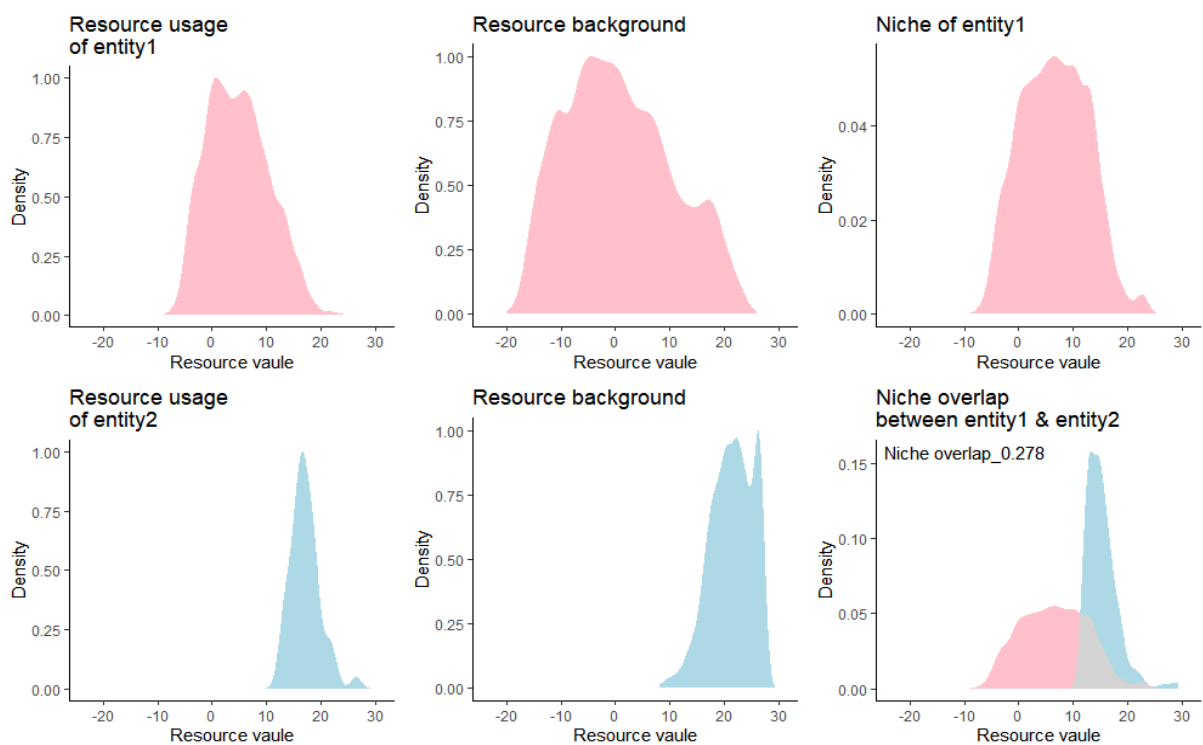 Resource usage
of entity1
1.00
0.75
0.50
0.25
0.00
Density
-20 -10 0 10 20 30
Resource vaule
Resource background
1.00
0.75
0.50
0.25
0.00
Density
-20 -10 0 10 20 30
Resource vaule
Niche of entity1
0.04
0.02
0.00
Density
-20 -10 0 10 20 30
Resource vaule
Resource usage
of entity2
1.00
0.75
0.50
0.25
0.00
Density
-20 -10 0 10 20 30
Resource vaule
Resource background
1.00
0.75
0.50
0.25
0.00
Density
-20 -10 0 10 20 30
Resource vaule
Niche overlap
between entity1 & entity2
Niche overlap_0.278
0.15
0.10
0.05
0.00
Density
-20 -10 0 10 20 30
Resource vaule